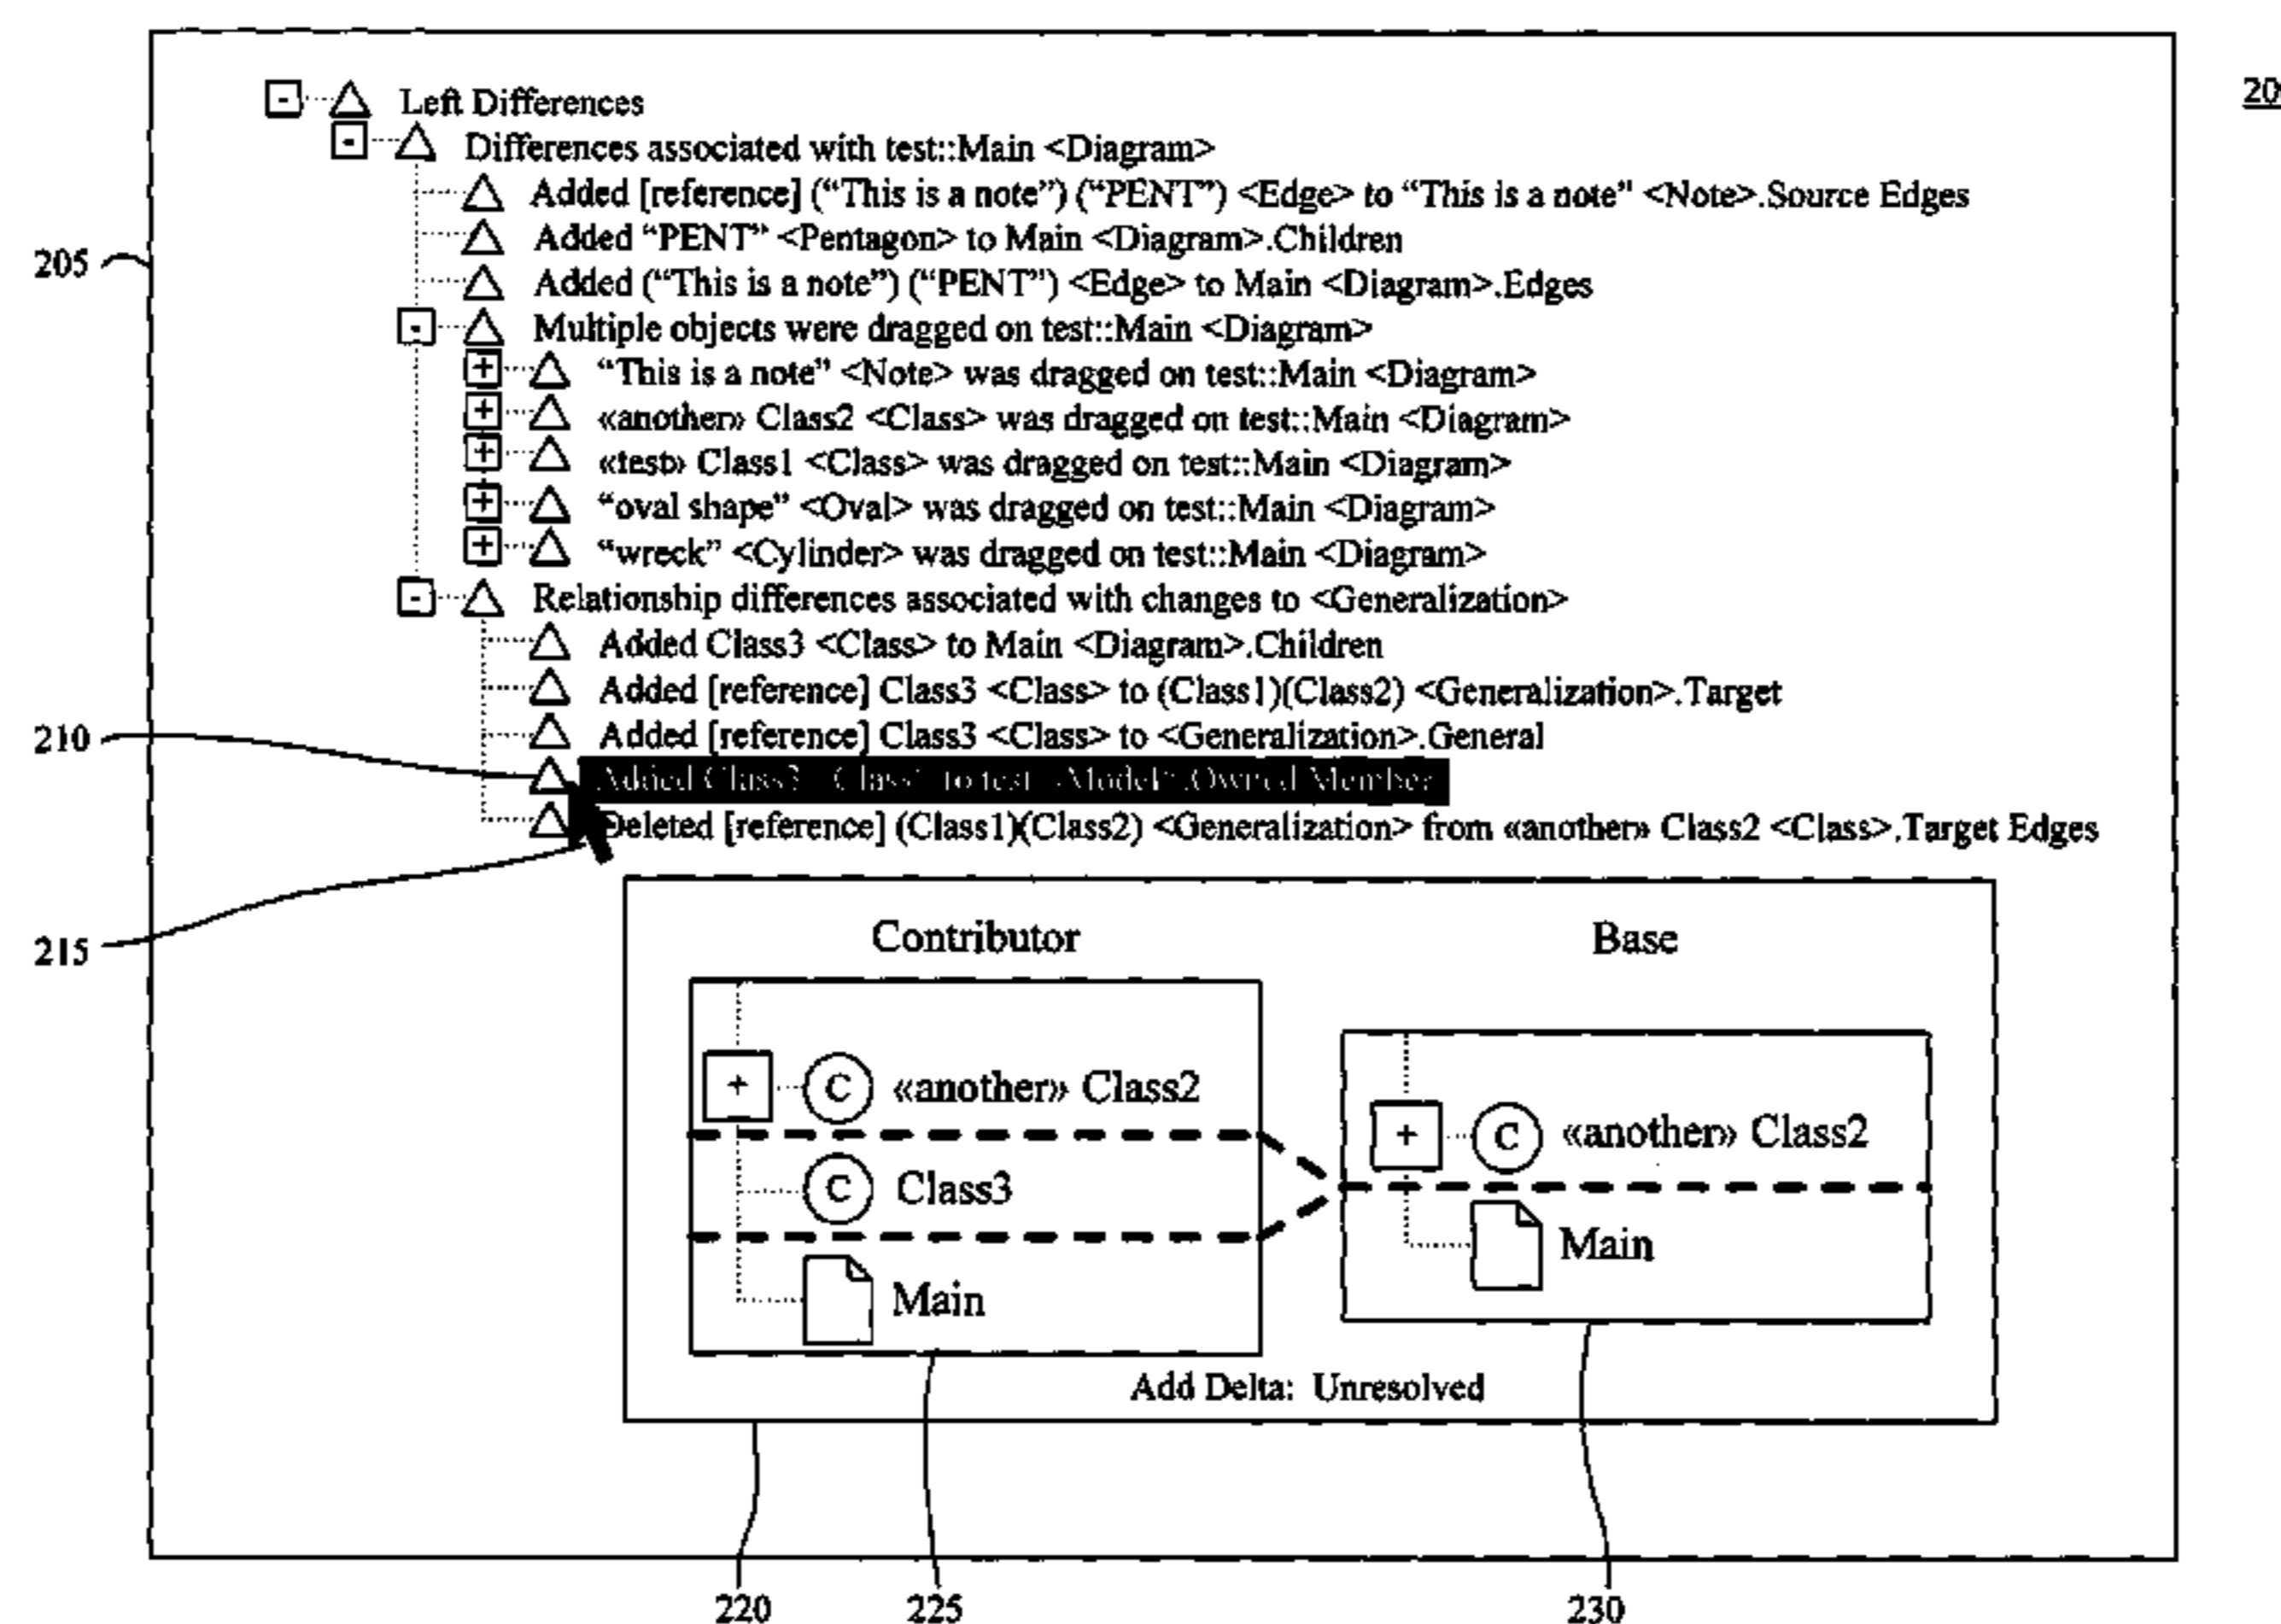 20
- Left Differences
- Differences associated with test::Main <Diagram>
Added [reference] (“This is a note”) (“PENT”) <Edge> to “This is a note” <Note>.Source Edges
Added “PENT” <Pentagon> to Main <Diagram>.Children
205
Added (“This is a note”) (“PENT”) <Edge> to Main <Diagram>.Edges
- Multiple objects were dragged on test::Main <Diagram>
+ “This is a note” <Note> was dragged on test::Main <Diagram>
+ «another» Class2 <Class> was dragged on test::Main <Diagram>
+ «test» Class1 <Class> was dragged on test::Main <Diagram>
+ “oval shape” <Oval> was dragged on test::Main <Diagram>
+ “wreck” <Cylinder> was dragged on test::Main <Diagram>
- Relationship differences associated with changes to <Generalization>
Added Class3 <Class> to Main <Diagram>.Children
Added [reference] Class3 <Class> to (Class1)(Class2) <Generalization>.Target
210
Added [reference] Class3 <Class> to <Generalization>.General
Added Class3 <Class> to test <Model>.Owned Member
Deleted [reference] (Class1)(Class2) <Generalization> from «another» Class2 <Class>.Target Edges
215
Contributor
+ C «another» Class2
C Class3
Main
Base
+ C «another» Class2
Main
Add Delta: Unresolved
220 225 230